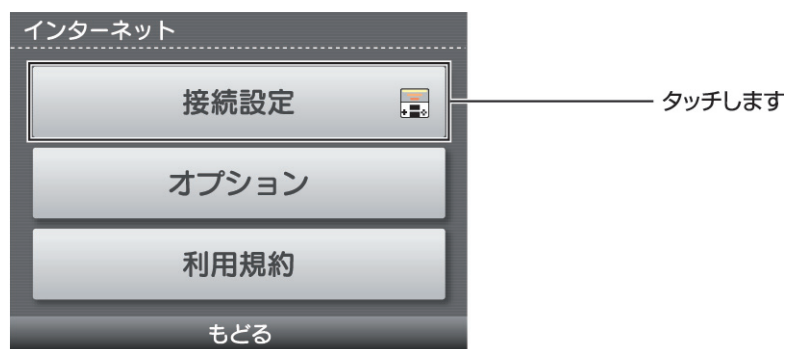 インターネット
接続設定
タッチします
オプション
利用規約
もどる